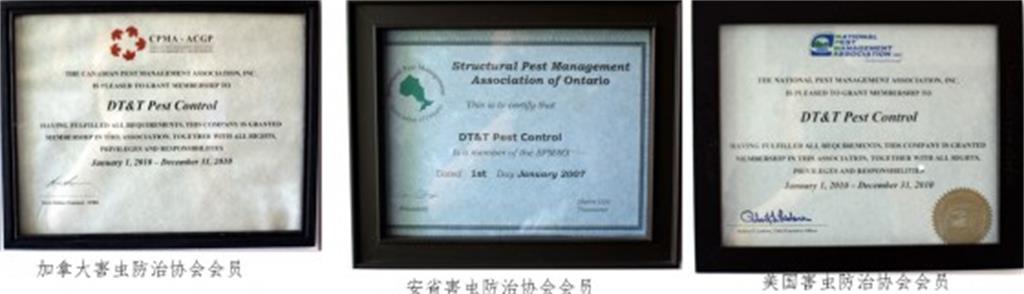 CPMA - ACGP
THE CANADIAN PEST MANAGEMENT ASSOCIATION, INC.
IS PLEASED TO GRANT MEMBERSHIP TO
DT&T Pest Control
HAVING FULFILLED ALL REQUIREMENTS, THIS COMPANY IS GRANTED
MEMBERSHIP IN THIS ASSOCIATION, TOGETHER WITH ALL RIGHTS,
PRIVILEGES AND RESPONSIBILITIES
January 1, 2010 – December 31, 2010
加拿大害虫防治协会会员
Structural Pest Management
Association of Ontario
This is to certify that
DT&T Pest Control
Is a member of the SPMAO
Dated 1st Day January 2007
President
Treasurer
安省害虫防治协会会员
NATIONAL
PEST
MANAGEMENT
ASSOCIATION
THE NATIONAL PEST MANAGEMENT ASSOCIATION, INC.
IS PLEASED TO GRANT MEMBERSHIP TO
DT&T Pest Control
HAVING FULFILLED ALL REQUIREMENTS, THIS COMPANY IS GRANTED
MEMBERSHIP IN THIS ASSOCIATION, TOGETHER WITH ALL RIGHTS,
PRIVILEGES AND RESPONSIBILITIES
January 1, 2010 – December 31, 2010
美国害虫防治协会会员